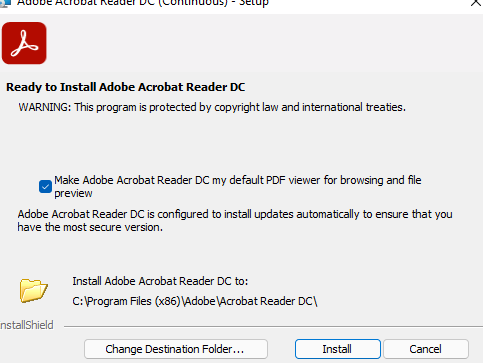 Adobe Acrobat Reader DC (Continuous) - Setup
Ready to Install Adobe Acrobat Reader DC
WARNING: This program is protected by copyright law and international treaties.
Make Adobe Acrobat Reader DC my default PDF viewer for browsing and file
preview
Adobe Acrobat Reader DC is configured to install updates automatically to ensure that you
have the most secure version.
Install Adobe Acrobat Reader DC to:
C:\Program Files (x86)\Adobe\Acrobat Reader DC\
nstallShield
Change Destination Folder...
Install
Cancel